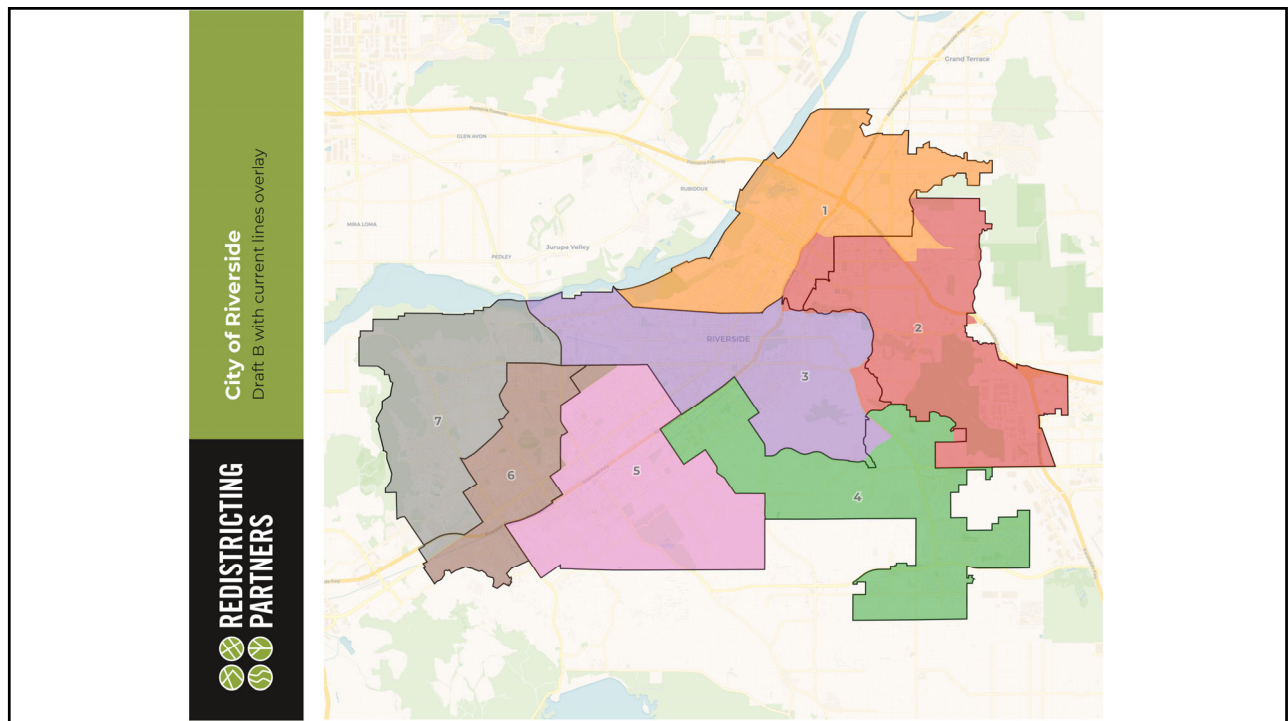 City of Riverside
Draft B with current lines overlay
REDISTRICTING
PARTNERS
Grand Terrace
GLEN AVON
RUBIDOUX
MIRA LOMA
Jurupa Valley
PEDLEY
RIVERSIDE
1
2
3
4
5
6
7